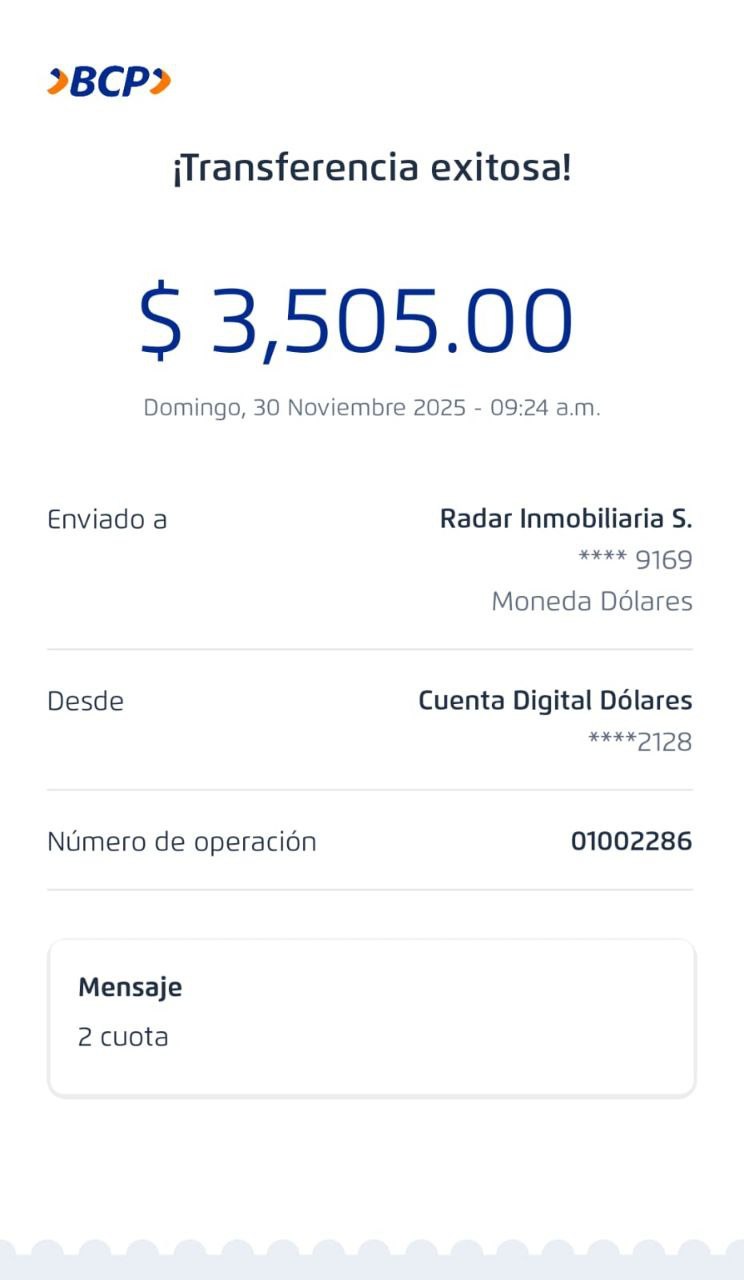 BCP
¡Transferencia exitosa!
$ 3,505.00
Domingo, 30 Noviembre 2025 - 09:24 a.m.
Enviado a
Radar Inmobiliaria S.
**** 9169
Moneda Dólares
Desde
Cuenta Digital Dólares
****2128
Número de operación
01002286
Mensaje
2 cuota